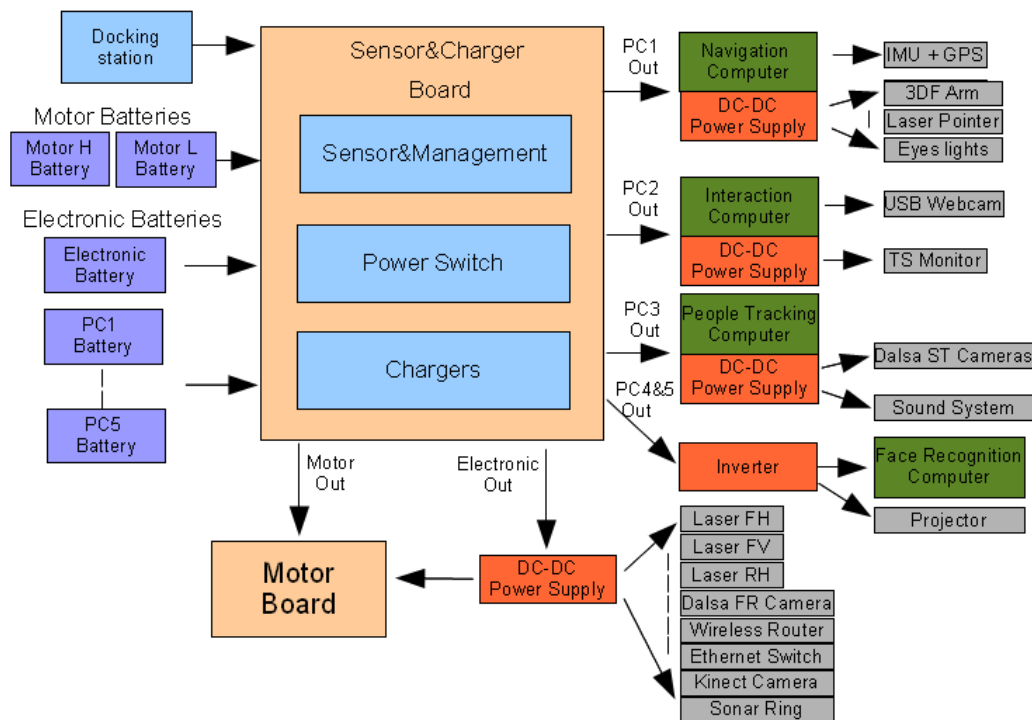 Docking
station
Motor Batteries
Motor H
Battery
Motor L
Battery
Electronic Batteries
Electronic
Battery
PC1
Battery
PC5
Battery
Sensor&Charger
Board
Sensor&Management
Power Switch
Chargers
PC1
Out
PC2
Out
PC3
Out
PC4&5
Out
Motor
Out
Electronic
Out
Navigation
Computer
DC-DC
Power Supply
IMU + GPS
3DF Arm
Laser Pointer
Eyes lights
Interaction
Computer
DC-DC
Power Supply
USB Webcam
TS Monitor
People Tracking
Computer
DC-DC
Power Supply
Dalsa ST Cameras
Sound System
Inverter
Face Recognition
Computer
Projector
Motor
Board
DC-DC
Power Supply
Laser FH
Laser FV
Laser RH
Dalsa FR Camera
Wireless Router
Ethernet Switch
Kinect Camera
Sonar Ring